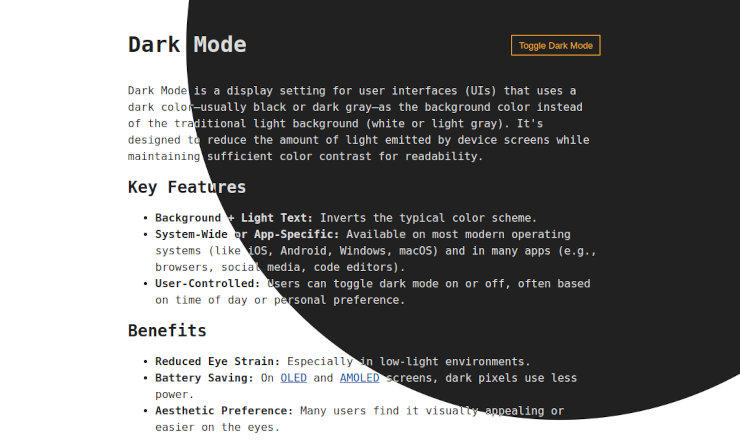 Dark Mode
Toggle Dark Mode
Dark Mode is a display setting for user interfaces (UIs) that uses a
dark color—usually black or dark gray—as the background color instead
of the traditional light background (white or light gray). It's
designed to reduce the amount of light emitted by device screens while
maintaining sufficient color contrast for readability.
Key Features
• Background + Light Text: Inverts the typical color scheme.
• System-Wide or App-Specific: Available on most modern operating
systems (like iOS, Android, Windows, macOS) and in many apps (e.g.,
browsers, social media, code editors).
• User-Controlled: Users can toggle dark mode on or off, often based
on time of day or personal preference.
Benefits
• Reduced Eye Strain: Especially in low-light environments.
• Battery Saving: On OLED and AMOLED screens, dark pixels use less
power.
• Aesthetic Preference: Many users find it visually appealing or
easier on the eyes.